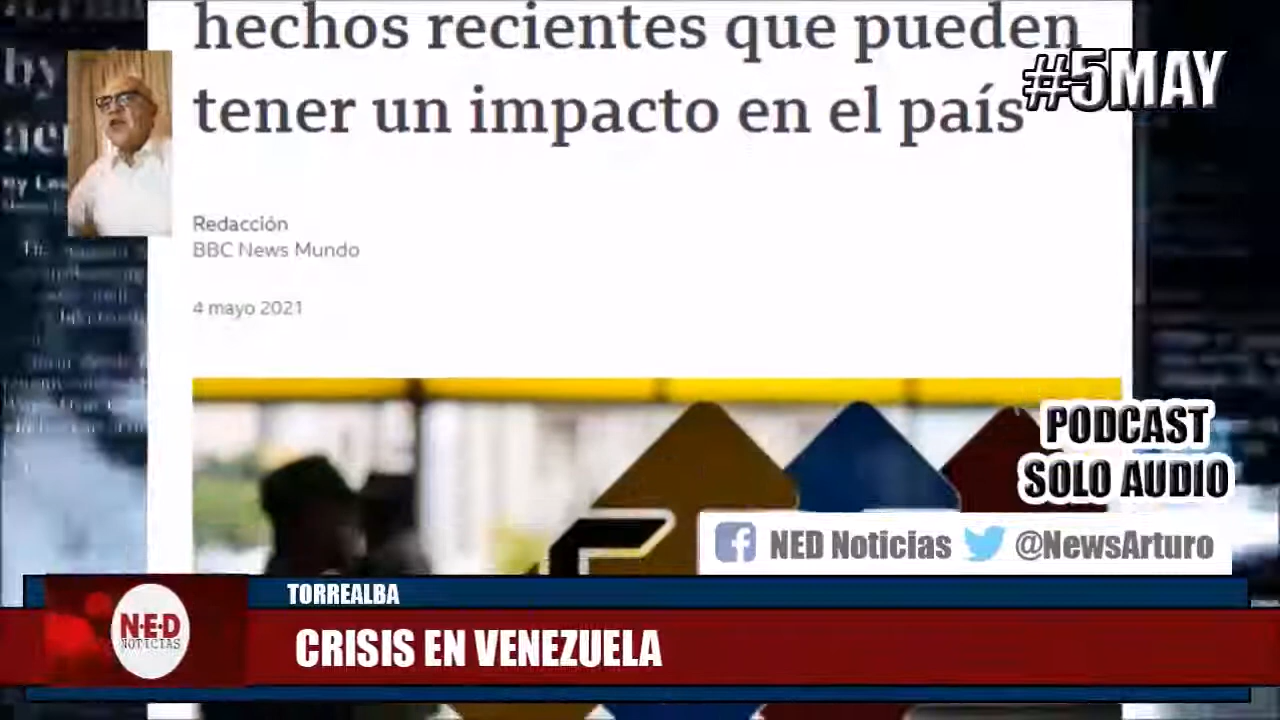 hechos recientes que pueden
tener un impacto en el país
#5MAY
by
Redacción
BBC News Mundo
4 mayo 2021
PODCAST
SOLO AUDIO
NED Noticias @NewsArturo
TORREALBA
N·E·D
NOTICIAS
CRISIS EN VENEZUELA